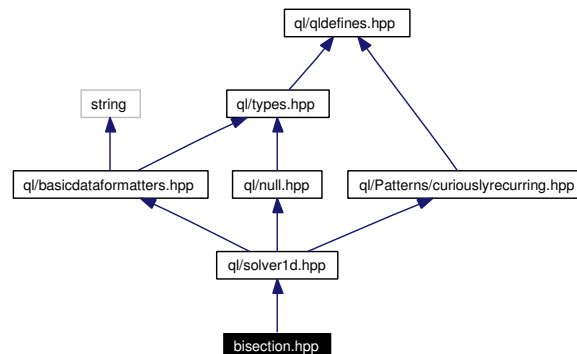 ql/qldefines.hpp
string
ql/types.hpp
ql/basicdataformatters.hpp
ql/null.hpp
ql/Patterns/curiouslyrecurring.hpp
ql/solver1d.hpp
bisection.hpp